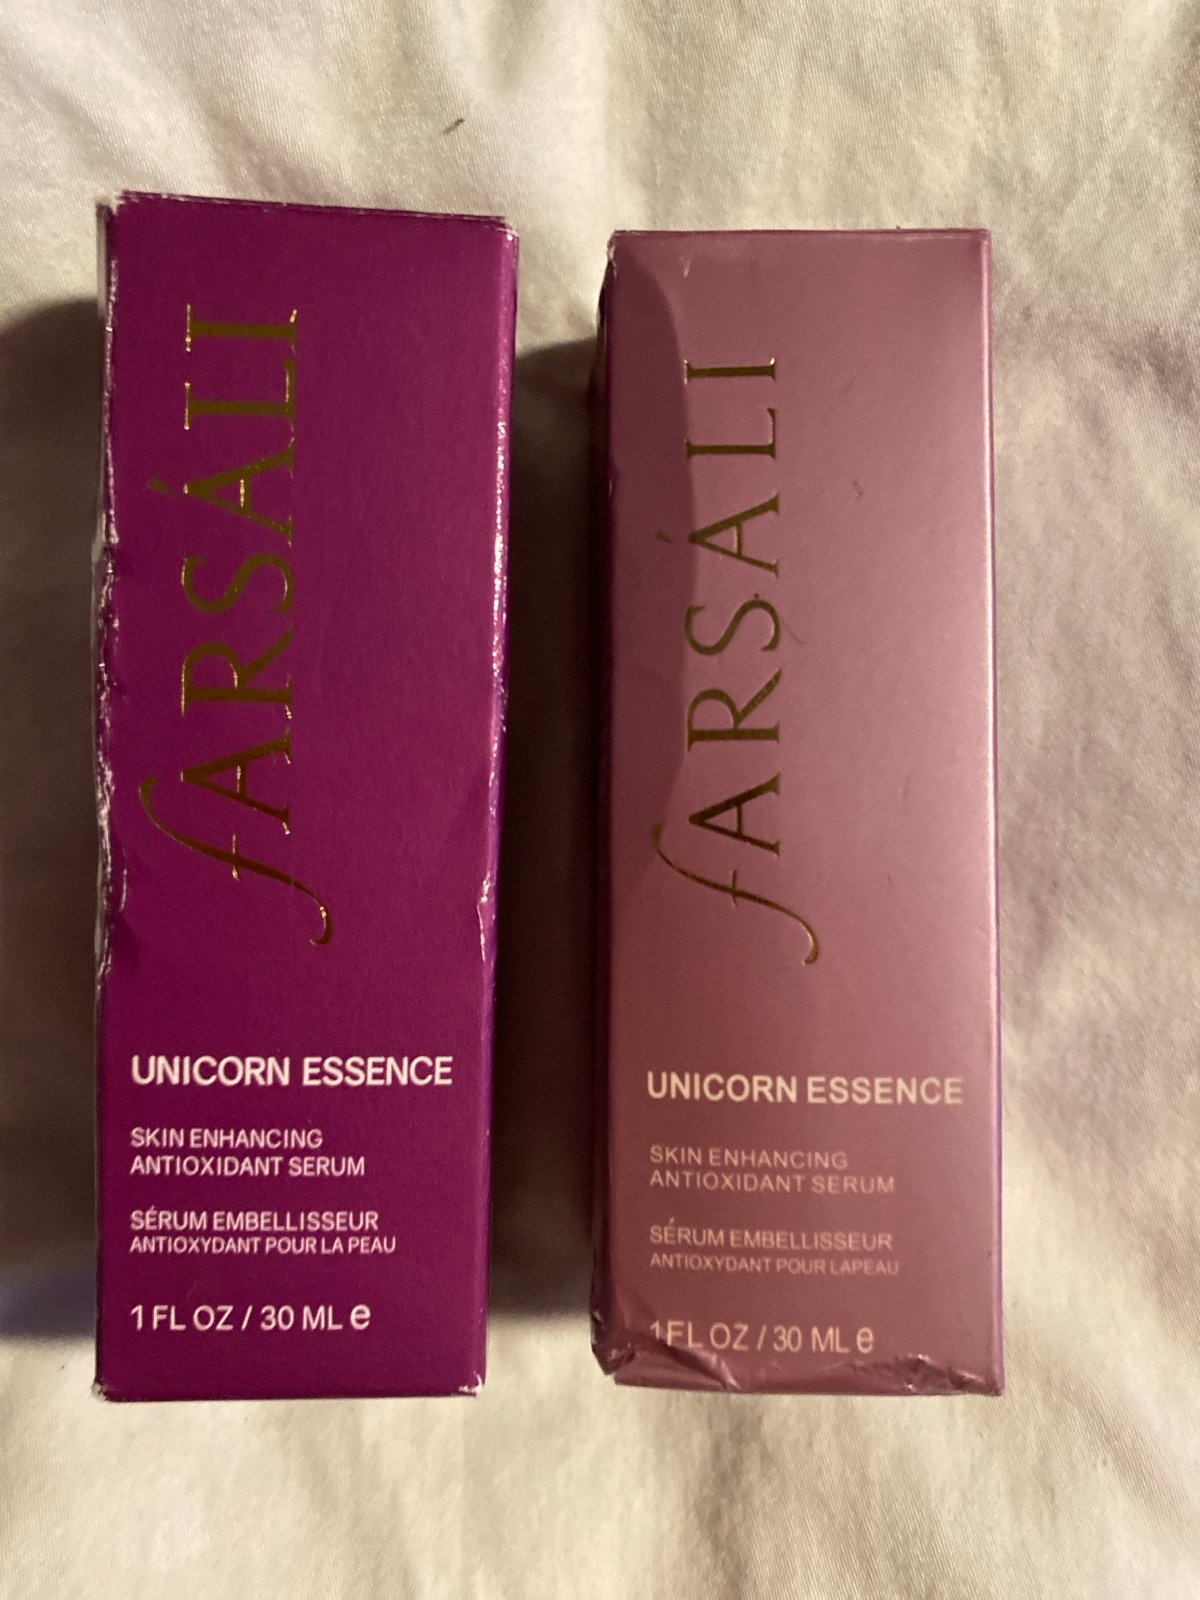 fARSÁLI
UNICORN ESSENCE
SKIN ENHANCING
ANTIOXIDANT SERUM
SÉRUM EMBELLISSEUR
ANTIOXYDANT POUR LA PEAU
1 FL OZ / 30 ML e
fARSÁLI
UNICORN ESSENCE
SKIN ENHANCING
ANTIOXIDANT SERUM
SÉRUM EMBELLISSEUR
ANTIOXYDANT POUR LAPEAU
1 FL OZ / 30 ML e